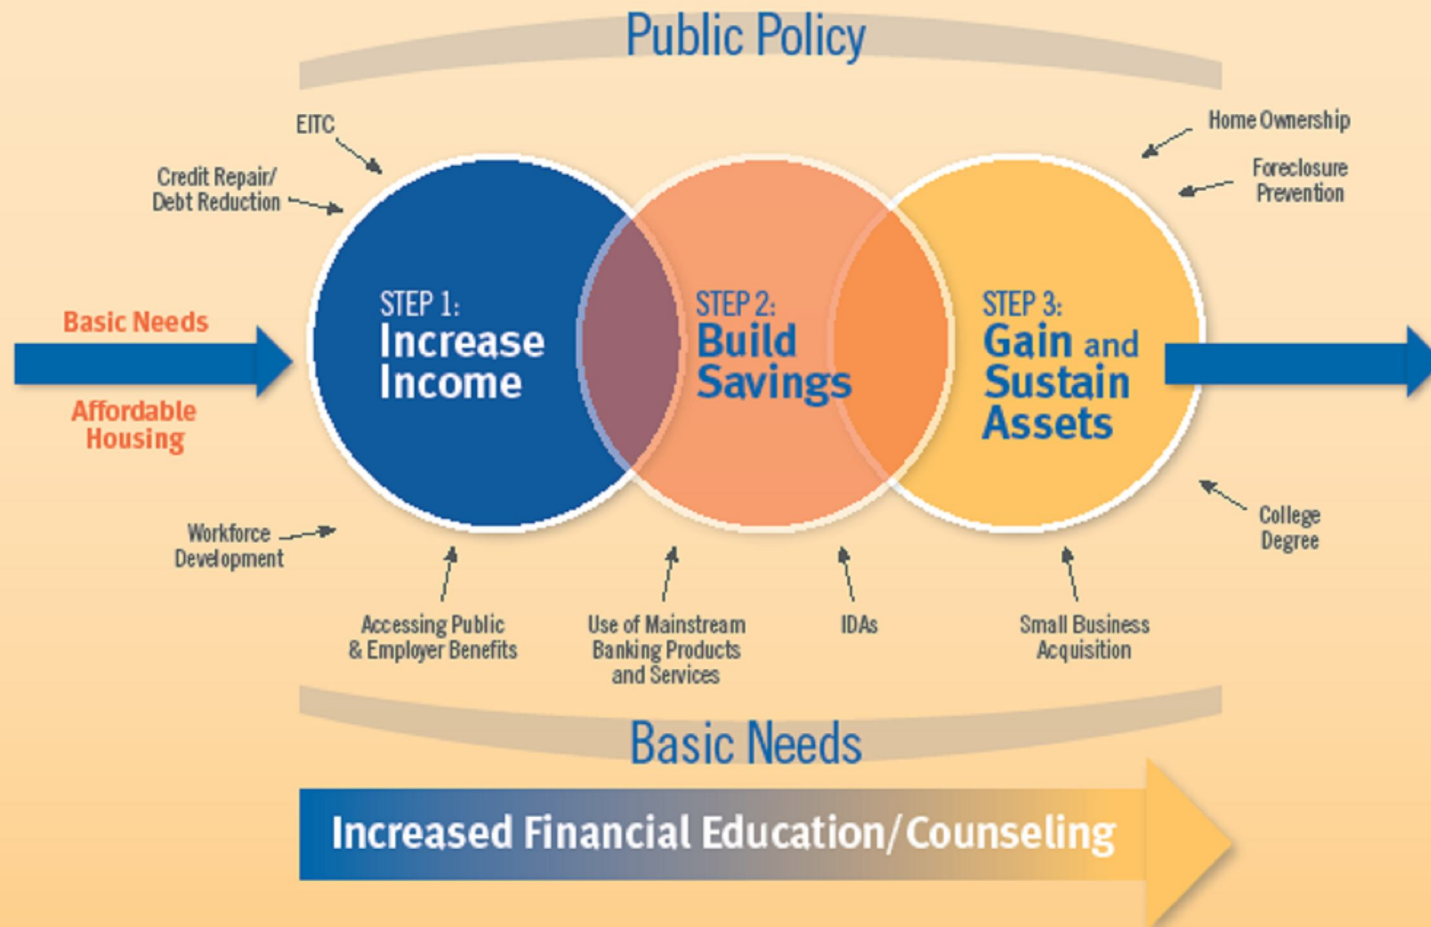 Public Policy
EITC
Credit Repair/
Debt Reduction
Home Ownership
Foreclosure
Prevention
Basic Needs
Affordable
Housing
STEP 1:
Increase
Income
STEP 2:
Build
Savings
STEP 3:
Gain and
Sustain
Assets
Workforce
Development
Accessing Public
& Employer Benefits
Use of Mainstream
Banking Products
and Services
IDAs
Small Business
Acquisition
College
Degree
Basic Needs
Increased Financial Education/Counseling